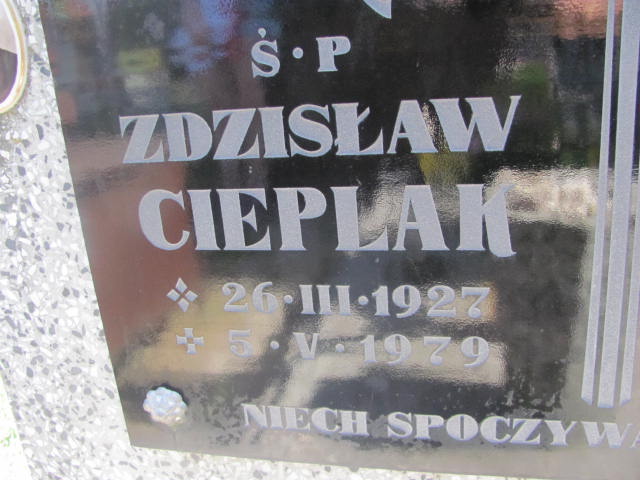 Ś·P
ZDZISŁAW
CIEPLAK
26·III·1927
5·V·1979
NIECH SPOCZYWA